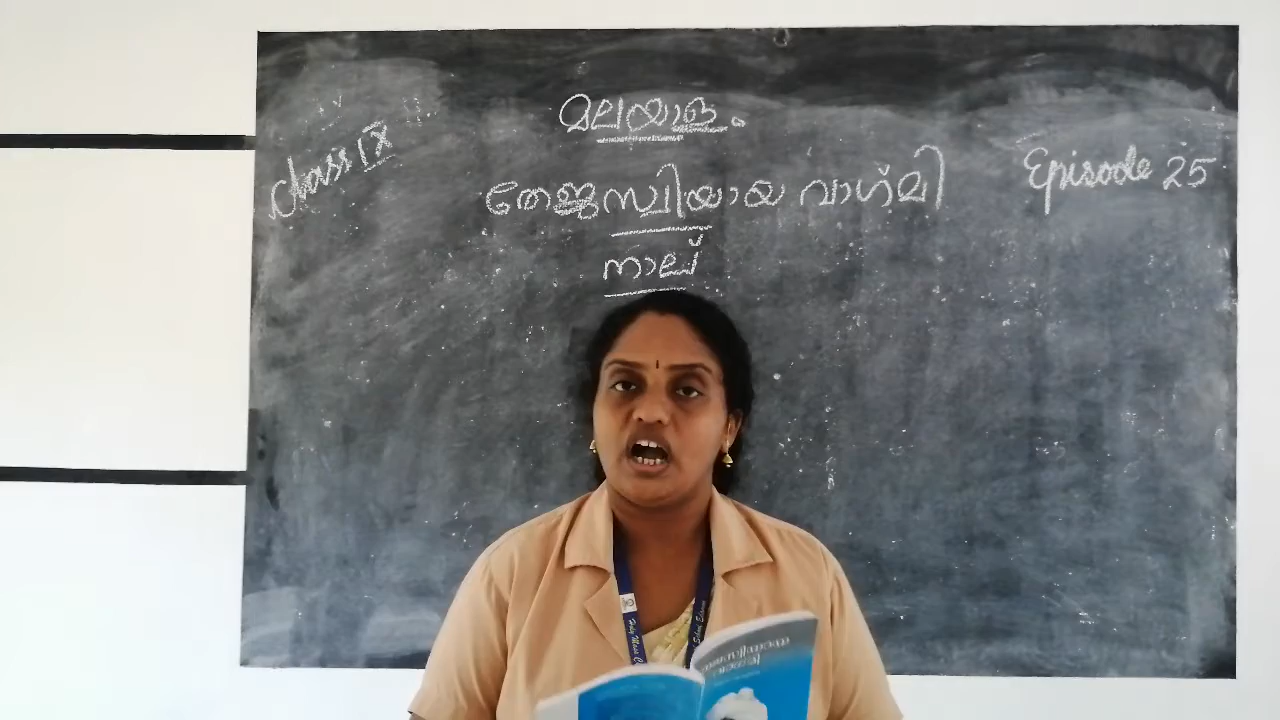 മലയാളം
Class IX
തേജസ്വിയായ വാഗ്മി
Episode 25
നാല്